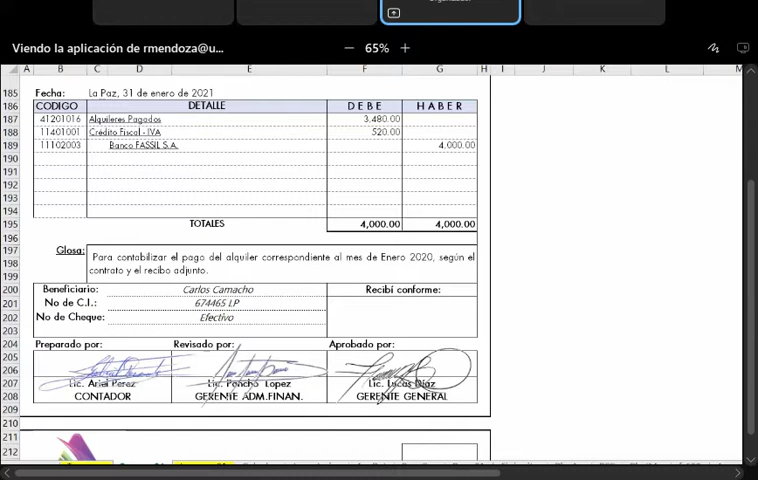 Viendo la aplicación de rmendoza@u...
65%
A B C D E F G H I J K L M
185 Fecha: La Paz, 31 de enero de 2021
186 CODIGO DETALLE DEBE HABER
187 41201016 Alquileres Pagados 3,480.00
188 11401001 Crédito Fiscal - IVA 520.00
189 11102003 Banco FASSIL S.A. 4,000.00
190
191
192
193
194
195 TOTALES 4,000.00 4,000.00
196
197 Glosa: Para contabilizar el pago del alquiler correspondiente al mes de Enero 2020, según el
198 contrato y el recibo adjunto.
199
200 Beneficiario: Carlos Camacho Recibí conforme:
201 No de C.I.: 674465 LP
202 No de Cheque: Efectivo
203
204 Preparado por: Revisado por: Aprobado por:
205
206
207 Lic. Ariel Perez Lic. Poncho Lopez Lic. Lucas Díaz
208 CONTADOR GERENTE ADM.FINAN. GERENTE GENERAL
209
210
211
212